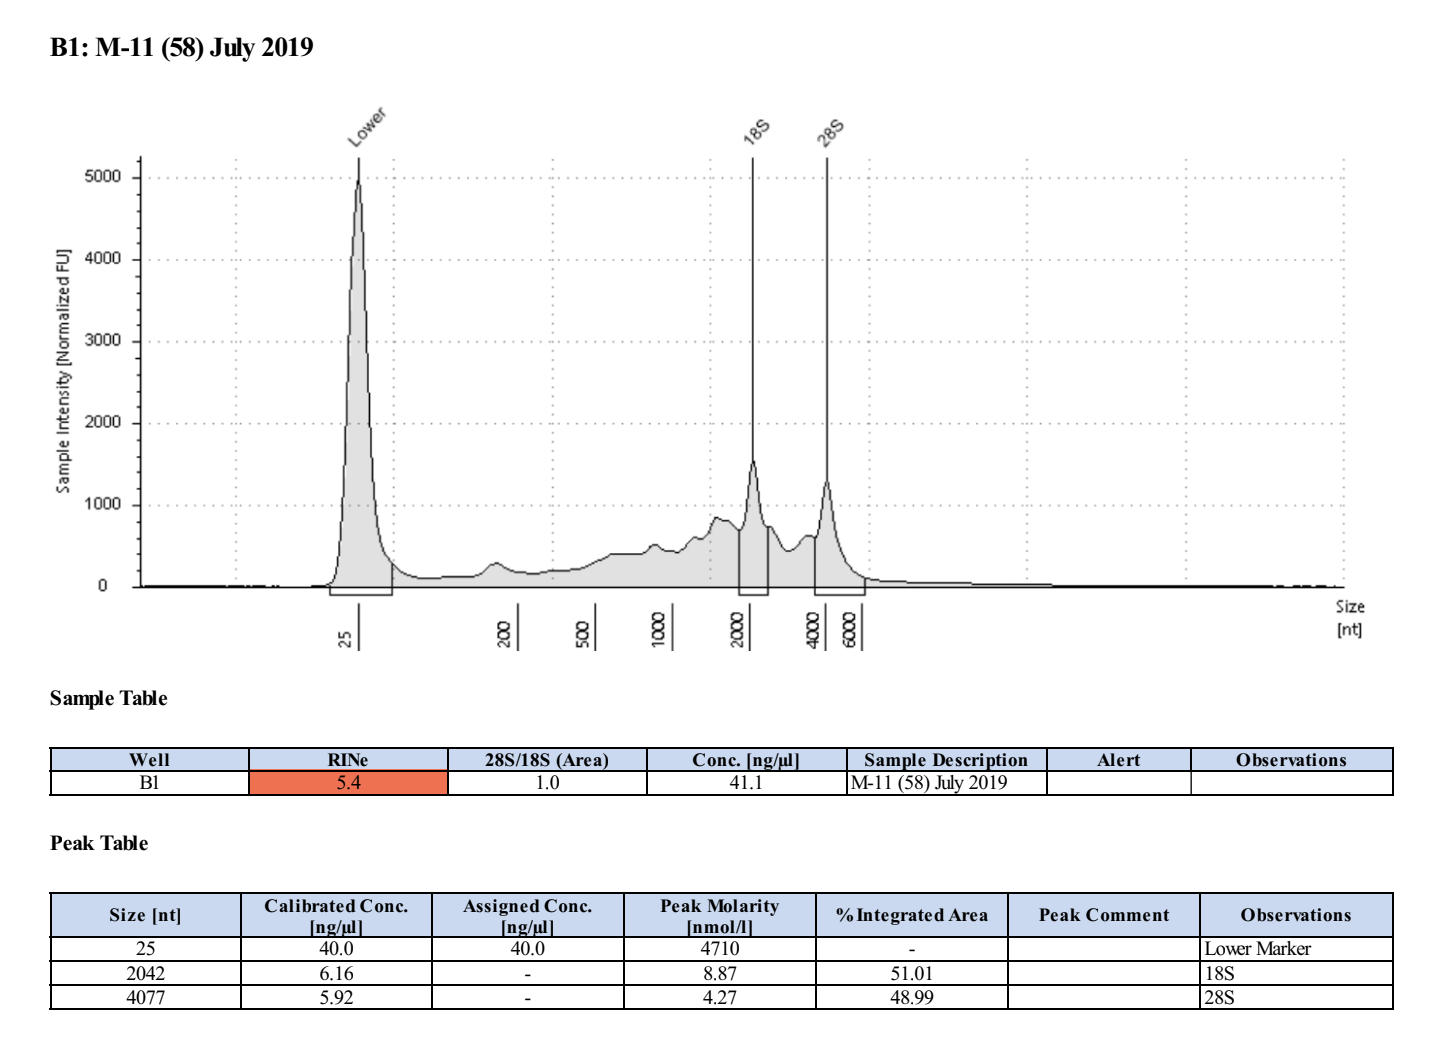 B1: M-11 (58) July 2019
Lower
18S
28S
Sample Intensity [Normalized FU]
5000
4000
3000
2000
1000
0
25
200
500
1000
2000
4000
6000
Size
[nt]
Sample Table
Well RINe 28S/18S (Area) Conc. [ng/µl] Sample Description Alert Observations
B1 5.4 1.0 41.1 M-11 (58) July 2019
Peak Table
Size [nt] Calibrated Conc. [ng/µl] Assigned Conc. [ng/µl] Peak Molarity [nmol/l] % Integrated Area Peak Comment Observations
25 40.0 40.0 4710 - Lower Marker
2042 6.16 - 8.87 51.01 18S
4077 5.92 - 4.27 48.99 28S